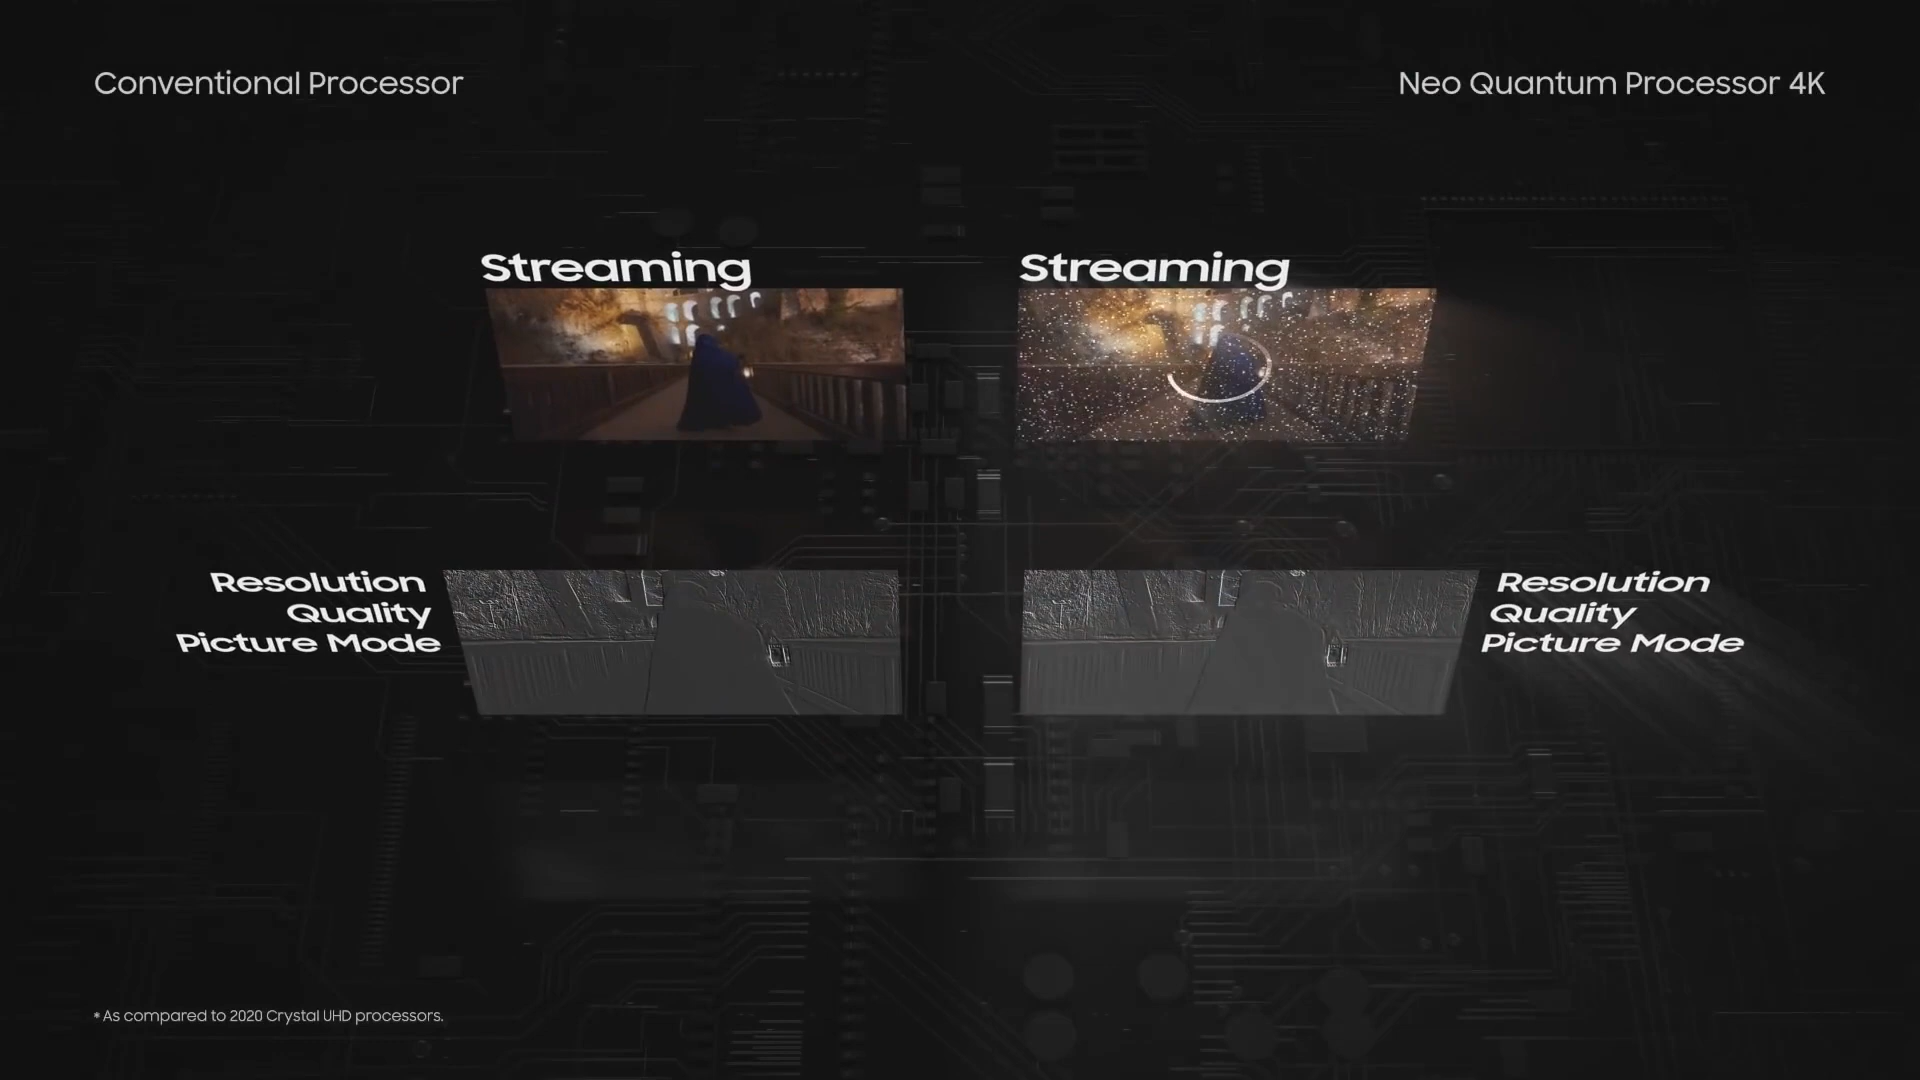 Conventional Processor
Neo Quantum Processor 4K
Streaming
Streaming
Resolution
Quality
Picture Mode
Resolution
Quality
Picture Mode
* As compared to 2020 Crystal UHD processors.